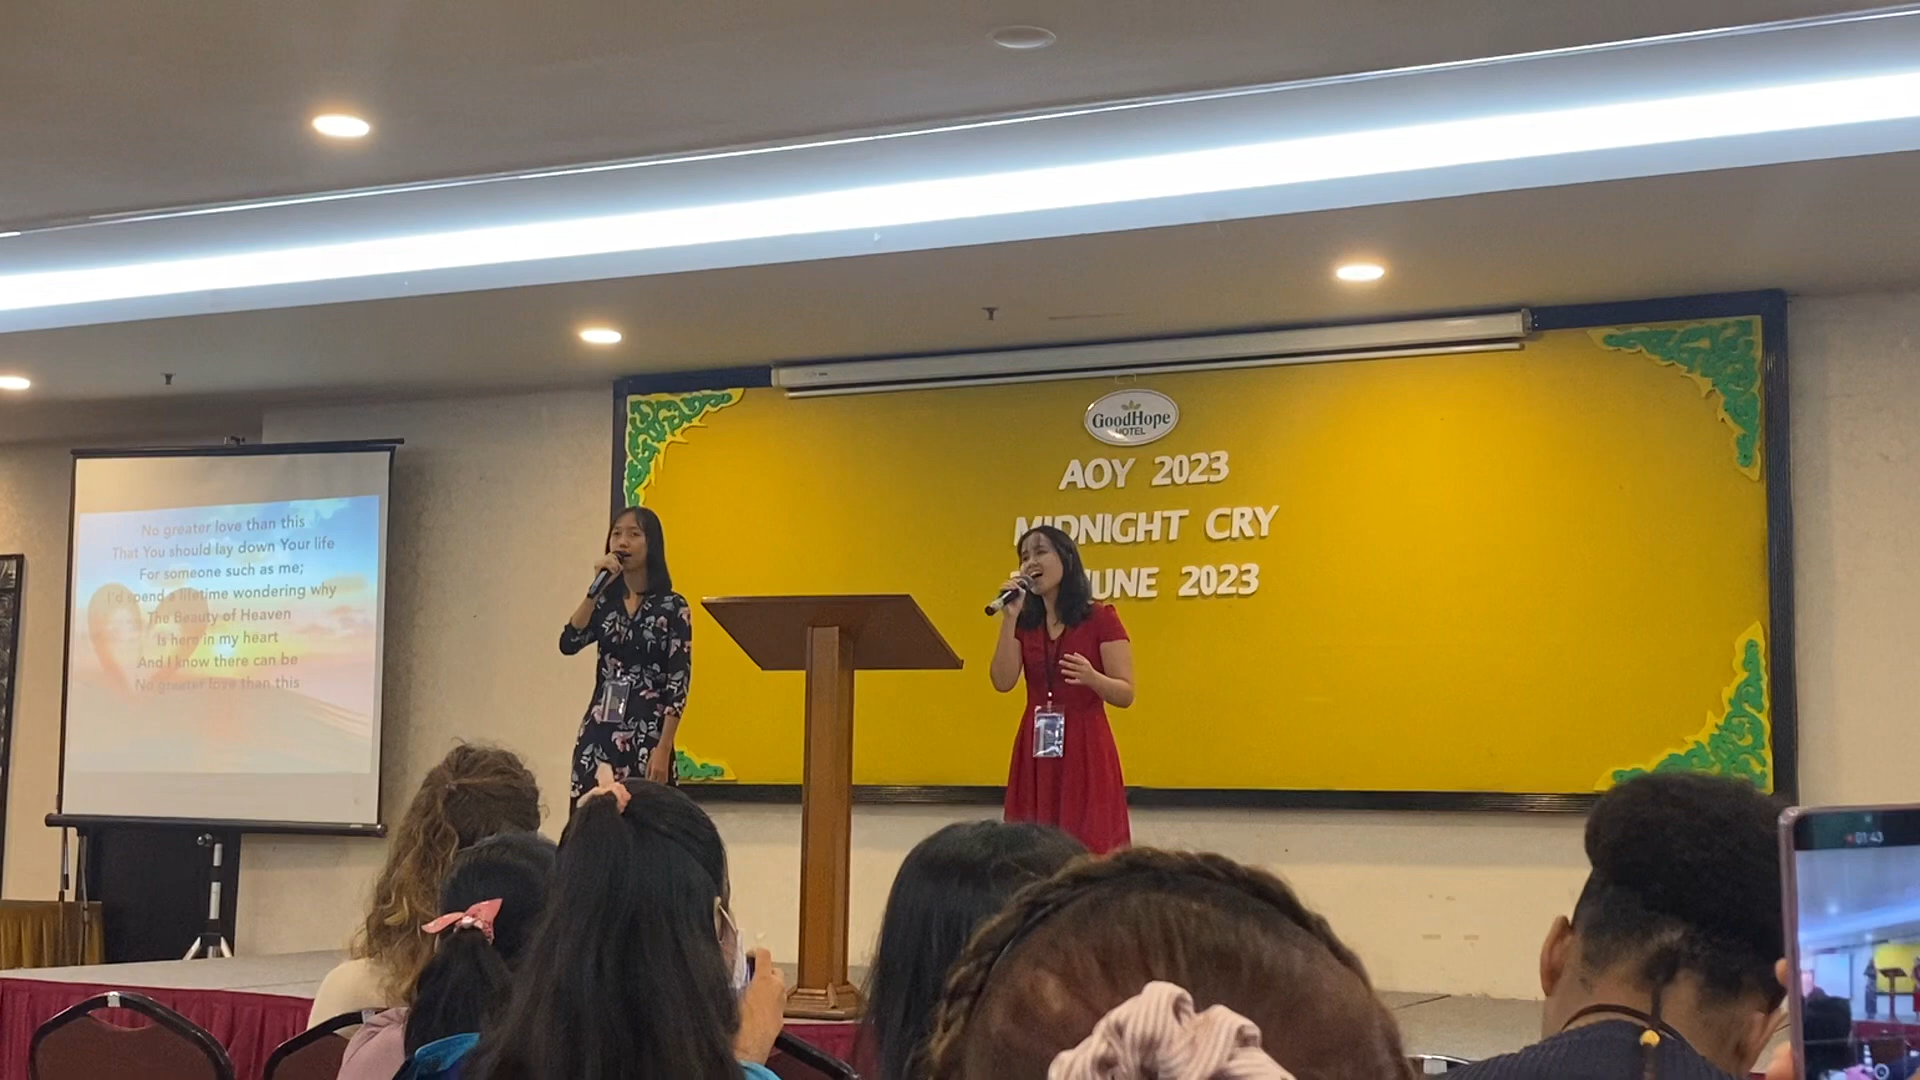 No greater love than this
That You should lay down Your life
For someone such as me;
I'd spend a lifetime wondering why
The Beauty of Heaven
Is here in my heart
And I know there can be
No greater love than this
GoodHope
HOTEL
AOY 2023
MIDNIGHT CRY
JUNE 2023
01:43